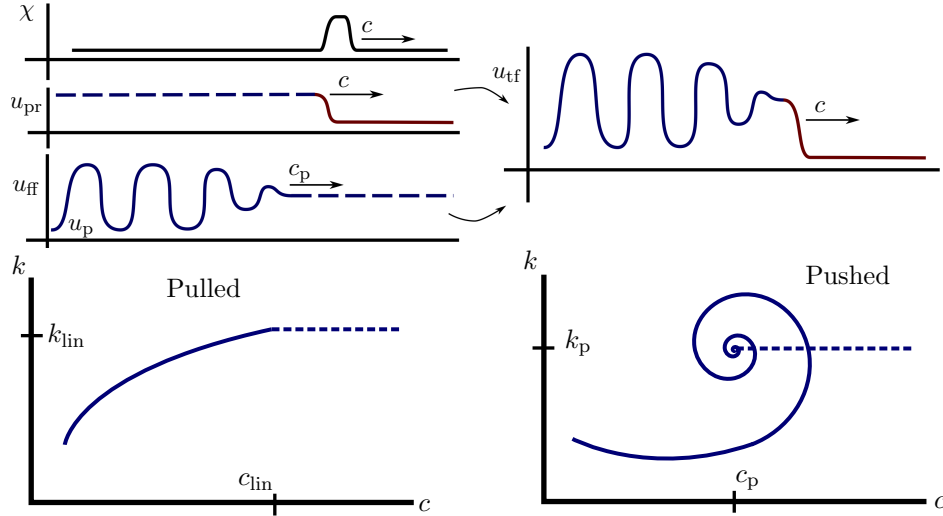 χ
c
u_pr
c
u_ff
c_p
u_p
u_tf
c
k
Pulled
k_lin
c_lin
c
k
Pushed
k_p
c_p
c